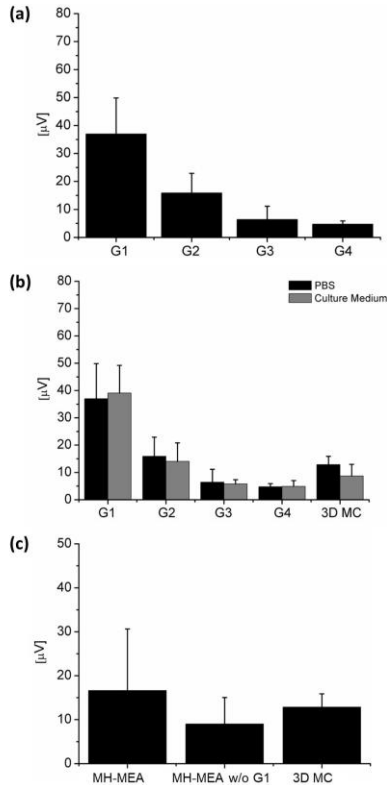 (a)
80
70
60
50
40
30
20
10
0
[µV]
G1 G2 G3 G4
(b)
PBS
Culture Medium
80
70
60
50
40
30
20
10
0
[µV]
G1 G2 G3 G4 3D MC
(c)
50
40
30
20
10
0
[µV]
MH-MEA MH-MEA w/o G1 3D MC